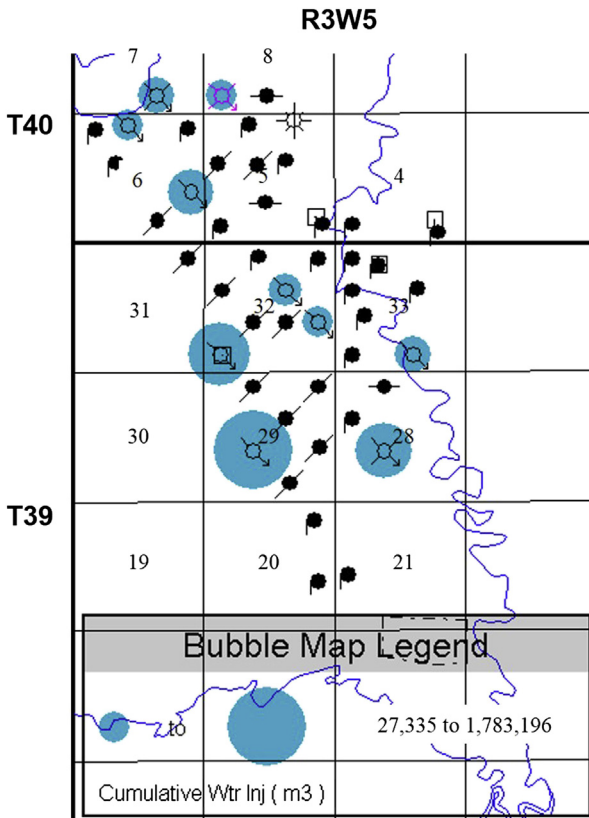 R3W5
7 8
T40
6 5 4
31 32 33
30 29 28
T39
19 20 21
Bubble Map Legend
to 27,335 to 1,783,196
Cumulative Wtr Inj ( m3 )